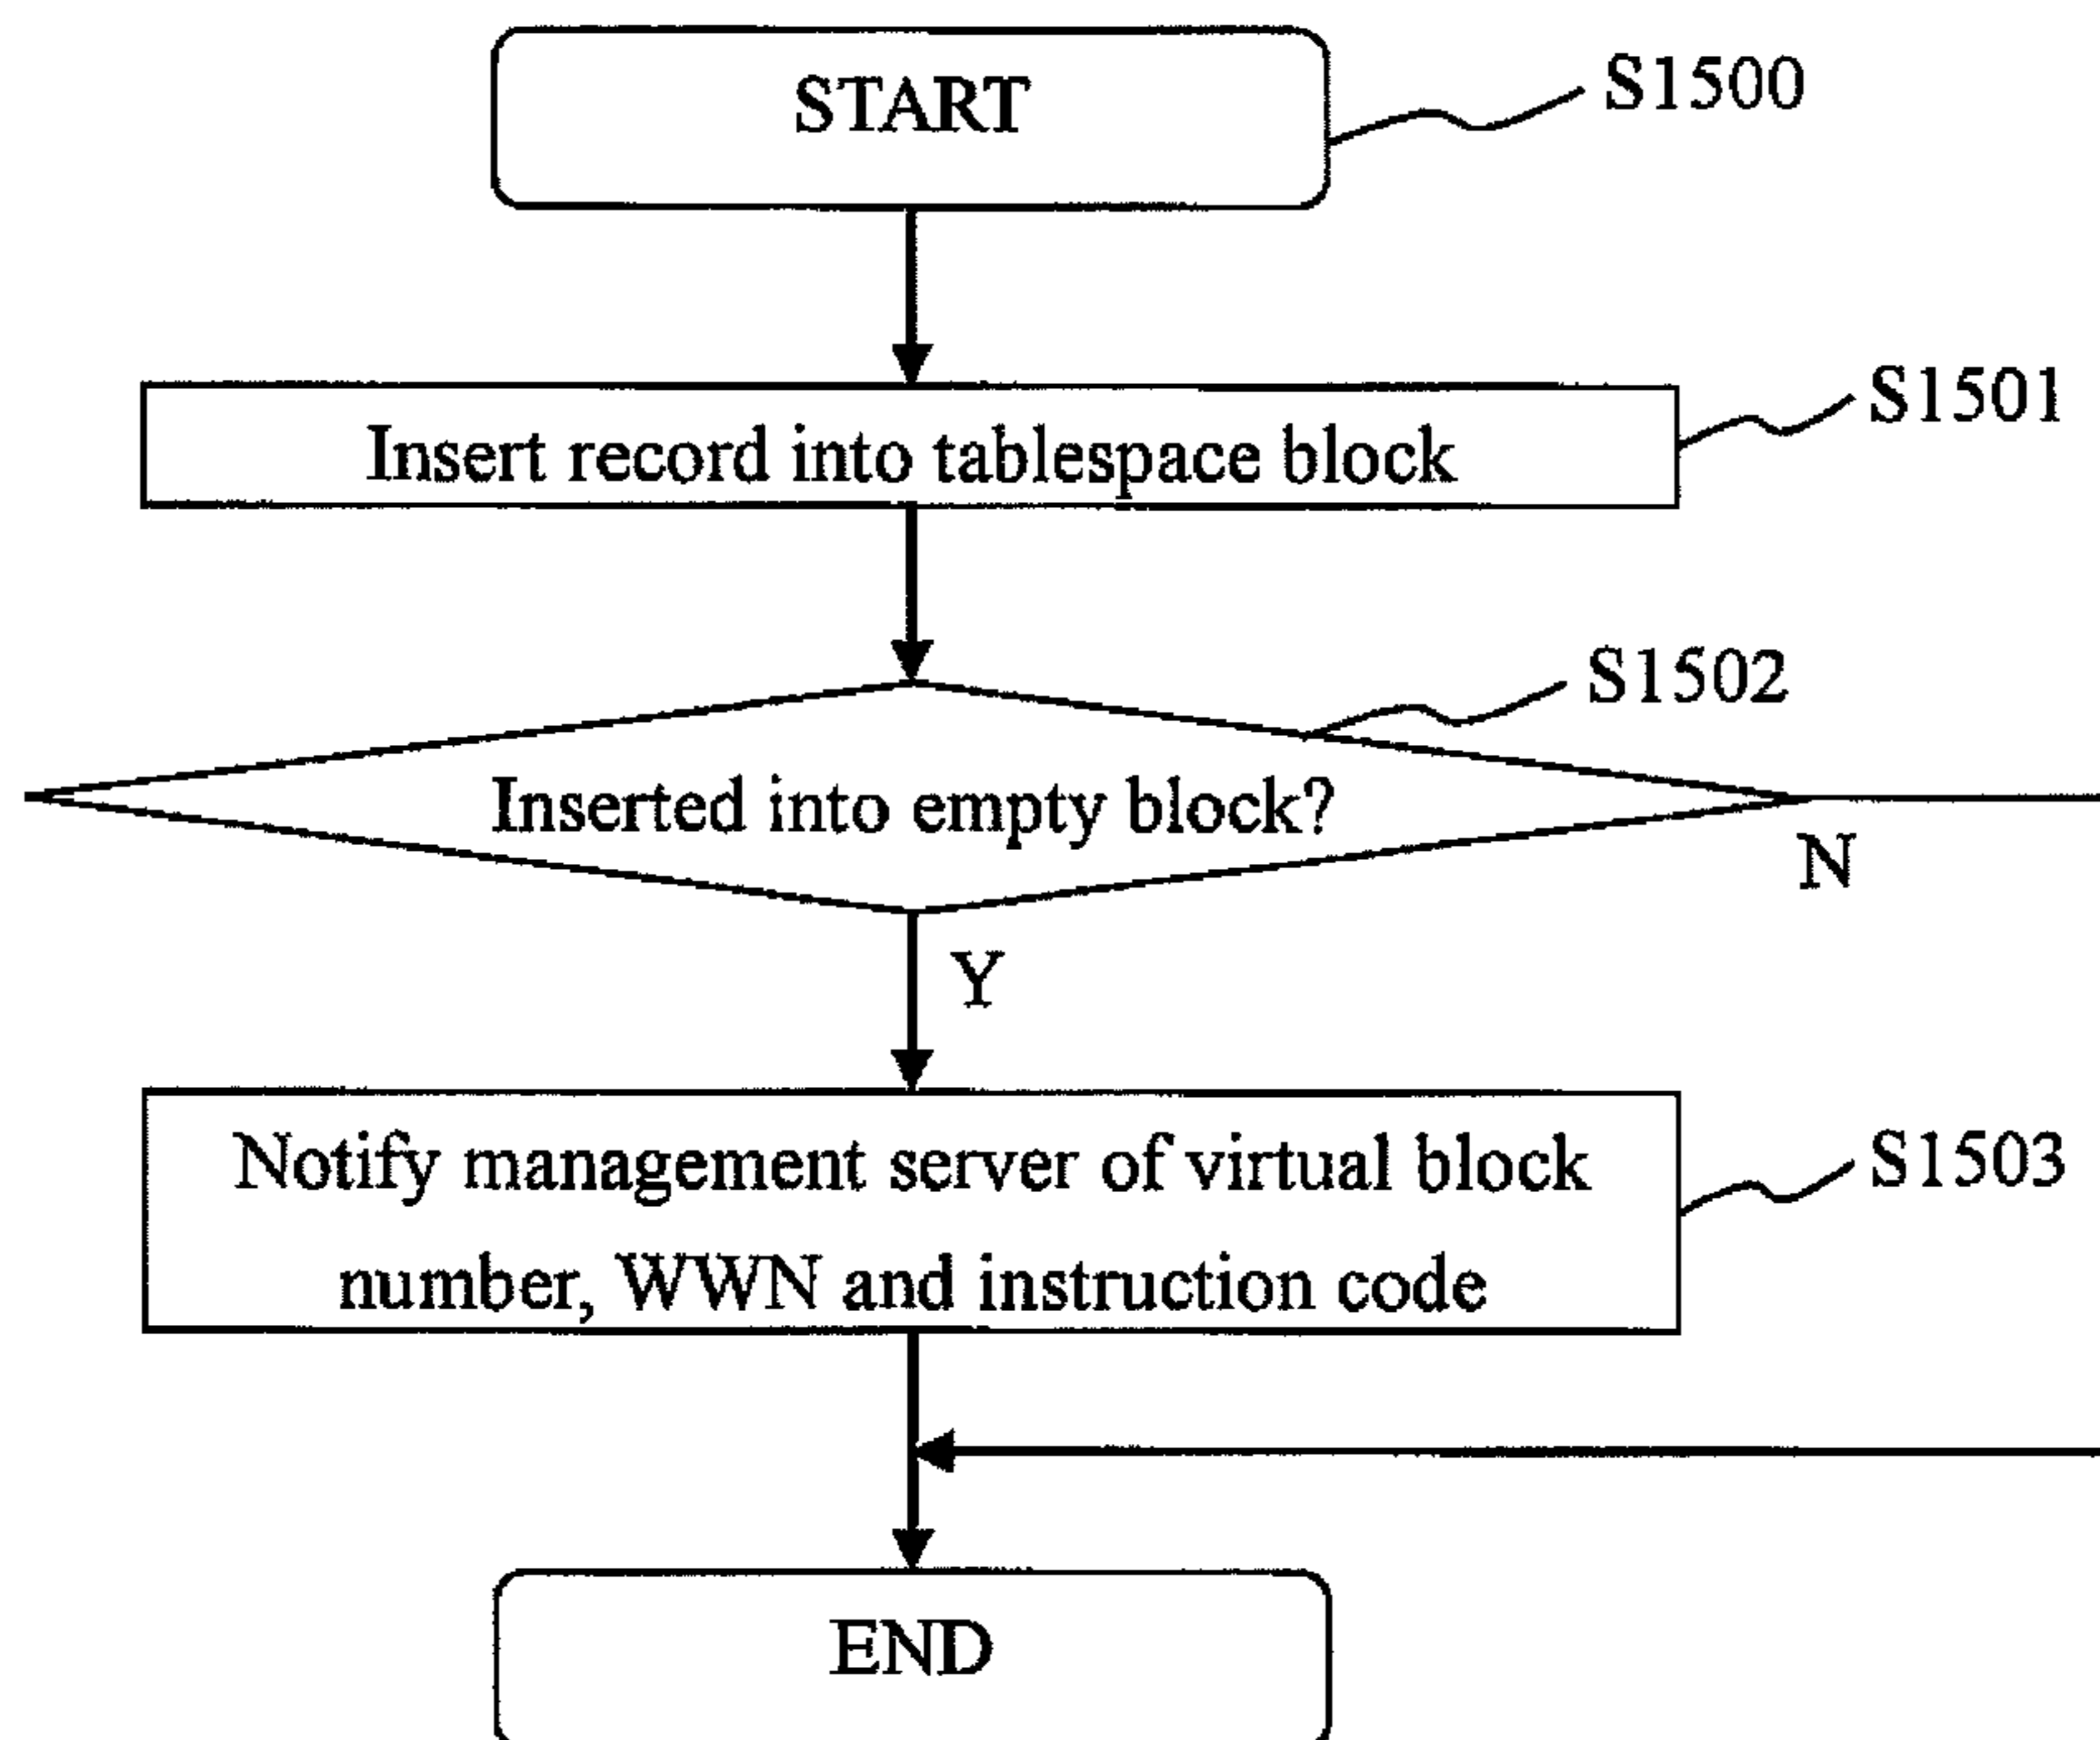 START
S1500
Insert record into tablespace block
S1501
S1502
Inserted into empty block?
N
Y
Notify management server of virtual block
number, WWN and instruction code
S1503
END